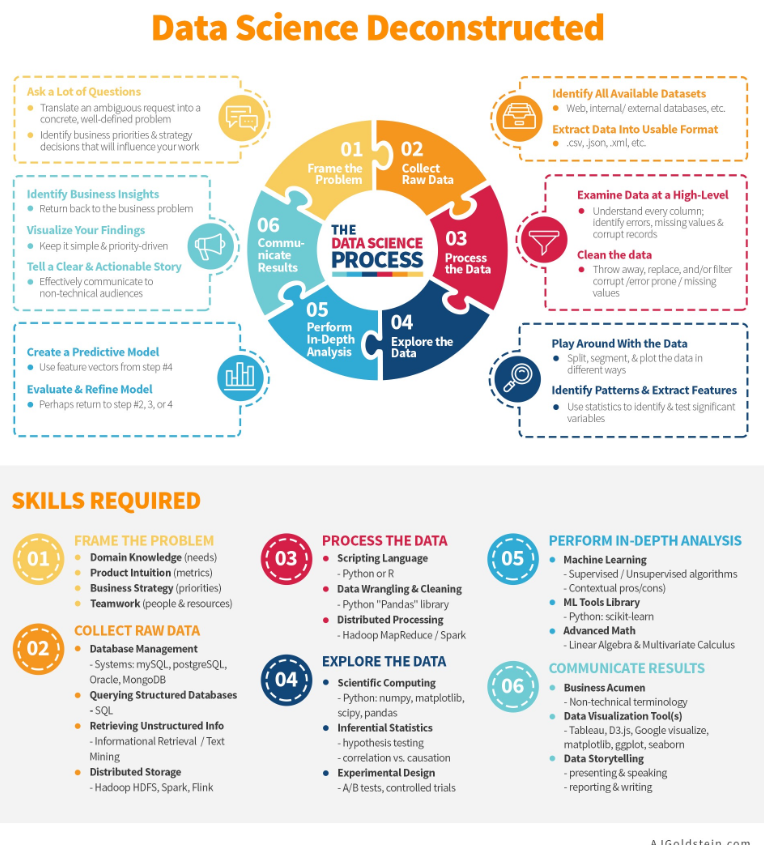 Data Science Deconstructed
Ask a Lot of Questions
Translate an ambiguous request into a
concrete, well-defined problem
Identify business priorities & strategy
decisions that will influence your work
Identify All Available Datasets
Web, internal/ external databases, etc.
Extract Data Into Usable Format
.csv, .json, .xml, etc.
Identify Business Insights
Return back to the business problem
Visualize Your Findings
Keep it simple & priority-driven
Tell a Clear & Actionable Story
Effectively communicate to
non-technical audiences
Examine Data at a High-Level
Understand every column;
identify errors, missing values &
corrupt records
Clean the data
Throw away, replace, and/or filter
corrupt /error prone / missing
values
Create a Predictive Model
Use feature vectors from step #4
Evaluate & Refine Model
Perhaps return to step #2, 3, or 4
Play Around With the Data
Split, segment, & plot the data in
different ways
Identify Patterns & Extract Features
Use statistics to identify & test significant
variables
01
Frame the
Problem
02
Collect
Raw Data
03
Process
the Data
04
Explore the
Data
05
Perform
In-Depth
Analysis
06
Commu-
nicate
Results
THE
DATA SCIENCE
PROCESS
SKILLS REQUIRED
01
FRAME THE PROBLEM
Domain Knowledge (needs)
Product Intuition (metrics)
Business Strategy (priorities)
Teamwork (people & resources)
02
COLLECT RAW DATA
Database Management
- Systems: mySQL, postgreSQL,
Oracle, MongoDB
Querying Structured Databases
- SQL
Retrieving Unstructured Info
- Informational Retrieval / Text
Mining
Distributed Storage
- Hadoop HDFS, Spark, Flink
03
PROCESS THE DATA
Scripting Language
- Python or R
Data Wrangling & Cleaning
- Python "Pandas" library
Distributed Processing
- Hadoop MapReduce / Spark
04
EXPLORE THE DATA
Scientific Computing
- Python: numpy, matplotlib,
scipy, pandas
Inferential Statistics
- hypothesis testing
- correlation vs. causation
Experimental Design
- A/B tests, controlled trials
05
PERFORM IN-DEPTH ANALYSIS
Machine Learning
- Supervised / Unsupervised algorithms
- Contextual pros/cons)
ML Tools Library
- Python: scikit-learn
Advanced Math
- Linear Algebra & Multivariate Calculus
06
COMMUNICATE RESULTS
Business Acumen
- Non-technical terminology
Data Visualization Tool(s)
- Tableau, D3.js, Google visualize,
matplotlib, ggplot, seaborn
Data Storytelling
- presenting & speaking
- reporting & writing
AJGoldstein.com